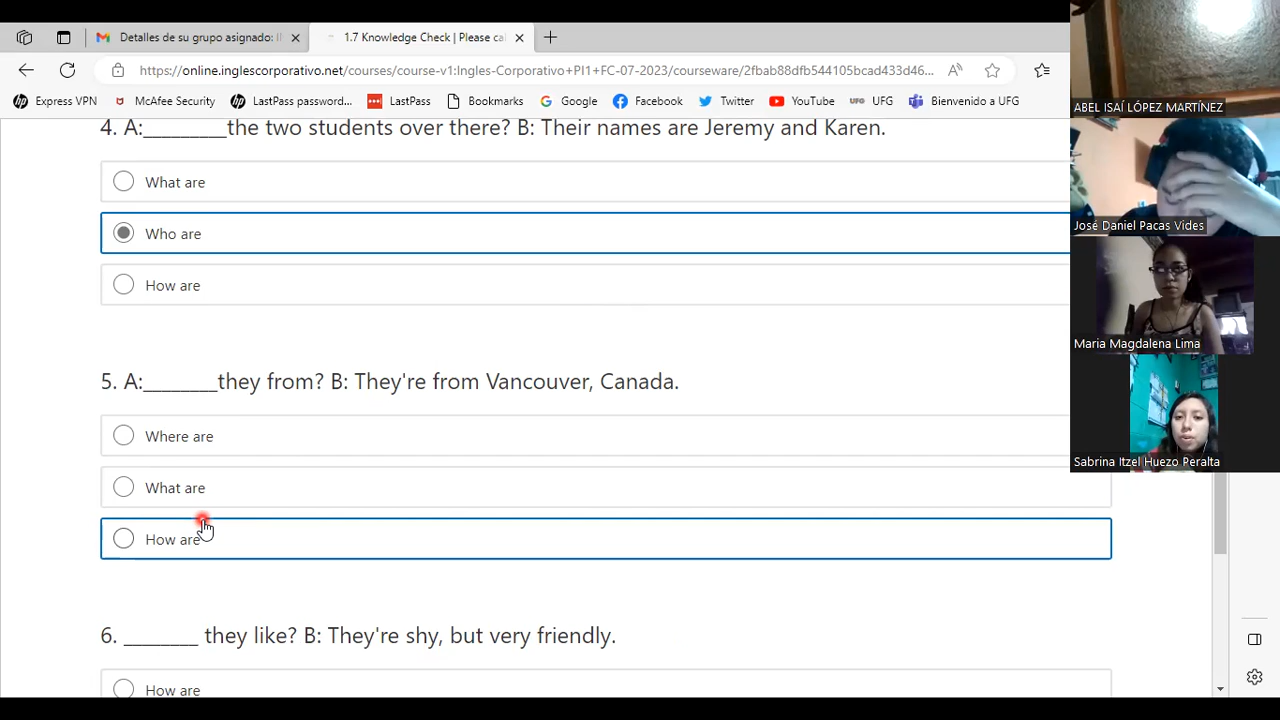 Detalles de su grupo asignado: II
1.7 Knowledge Check | Please cal
https://online.inglescorporativo.net/courses/course-v1:Ingles-Corporativo+PI1+FC-07-2023/courseware/2fbab88dfb544105bcad433d46...
Express VPN
McAfee Security
LastPass password...
LastPass
Bookmarks
Google
Facebook
Twitter
YouTube
UFG
UFG
Bienvenido a UFG
4. A:_________the two students over there? B: Their names are Jeremy and Karen.
What are
Who are
How are
5. A:________they from? B: They're from Vancouver, Canada.
Where are
What are
How are
6. ________ they like? B: They're shy, but very friendly.
How are
ABEL ISAÍ LÓPEZ MARTÍNEZ
José Daniel Pacas Vides
Maria Magdalena Lima
Sabrina Itzel Huezo Peralta